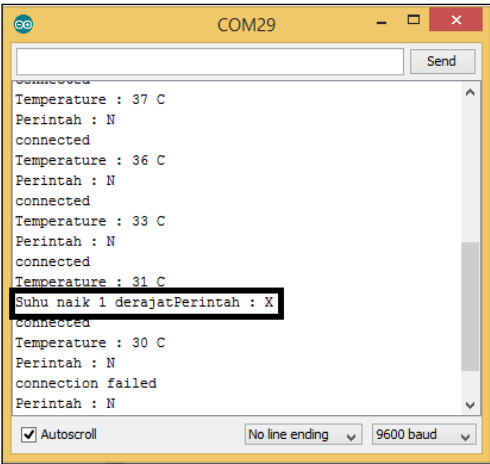 COM29
Send
connected
Temperature : 37 C
Perintah : N
connected
Temperature : 36 C
Perintah : N
connected
Temperature : 33 C
Perintah : N
connected
Temperature : 31 C
Suhu naik 1 derajatPerintah : X
connected
Temperature : 30 C
Perintah : N
connection failed
Perintah : N
Autoscroll No line ending 9600 baud